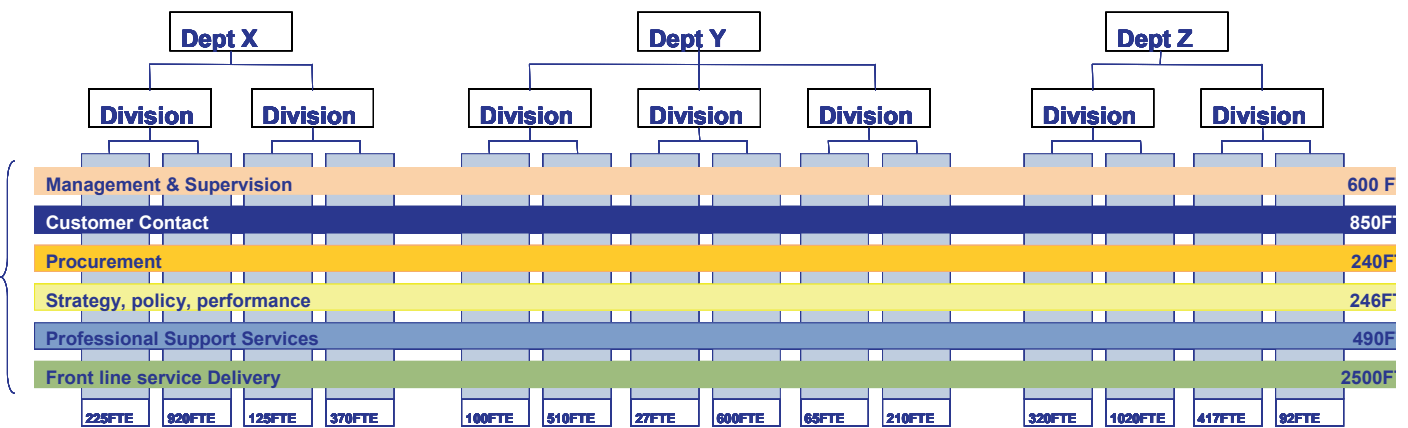 Dept X
Dept Y
Dept Z
Division
Division
Division
Division
Division
Division
Division
Management & Supervision
600 F
Customer Contact
850FT
Procurement
240FT
Strategy, policy, performance
246FT
Professional Support Services
490FT
Front line service Delivery
2500FT
225FTE
920FTE
125FTE
370FTE
100FTE
510FTE
27FTE
600FTE
65FTE
210FTE
320FTE
1020FTE
417FTE
92FTE